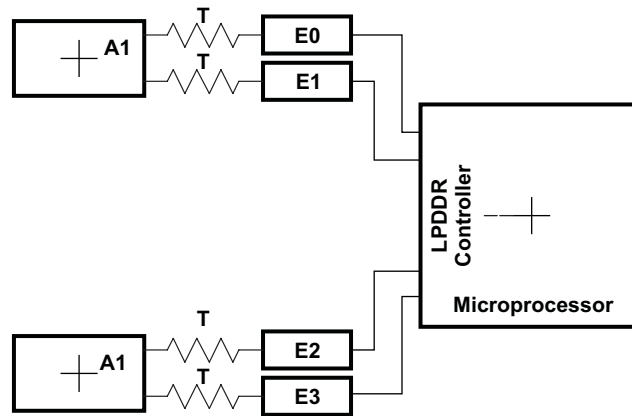 T
A1
E0
T
E1
LPDDR
Controller
Microprocessor
T
A1
E2
T
E3